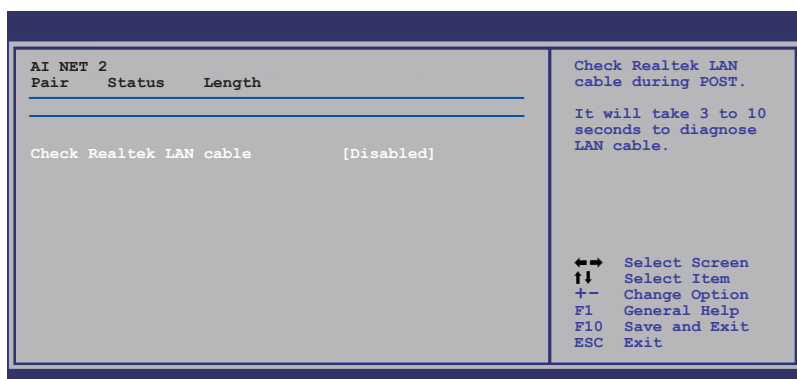 AI NET 2
Pair Status Length
Check Realtek LAN cable [Disabled]
Check Realtek LAN
cable during POST.
It will take 3 to 10
seconds to diagnose
LAN cable.
←→ Select Screen
↑↓ Select Item
+- Change Option
F1 General Help
F10 Save and Exit
ESC Exit